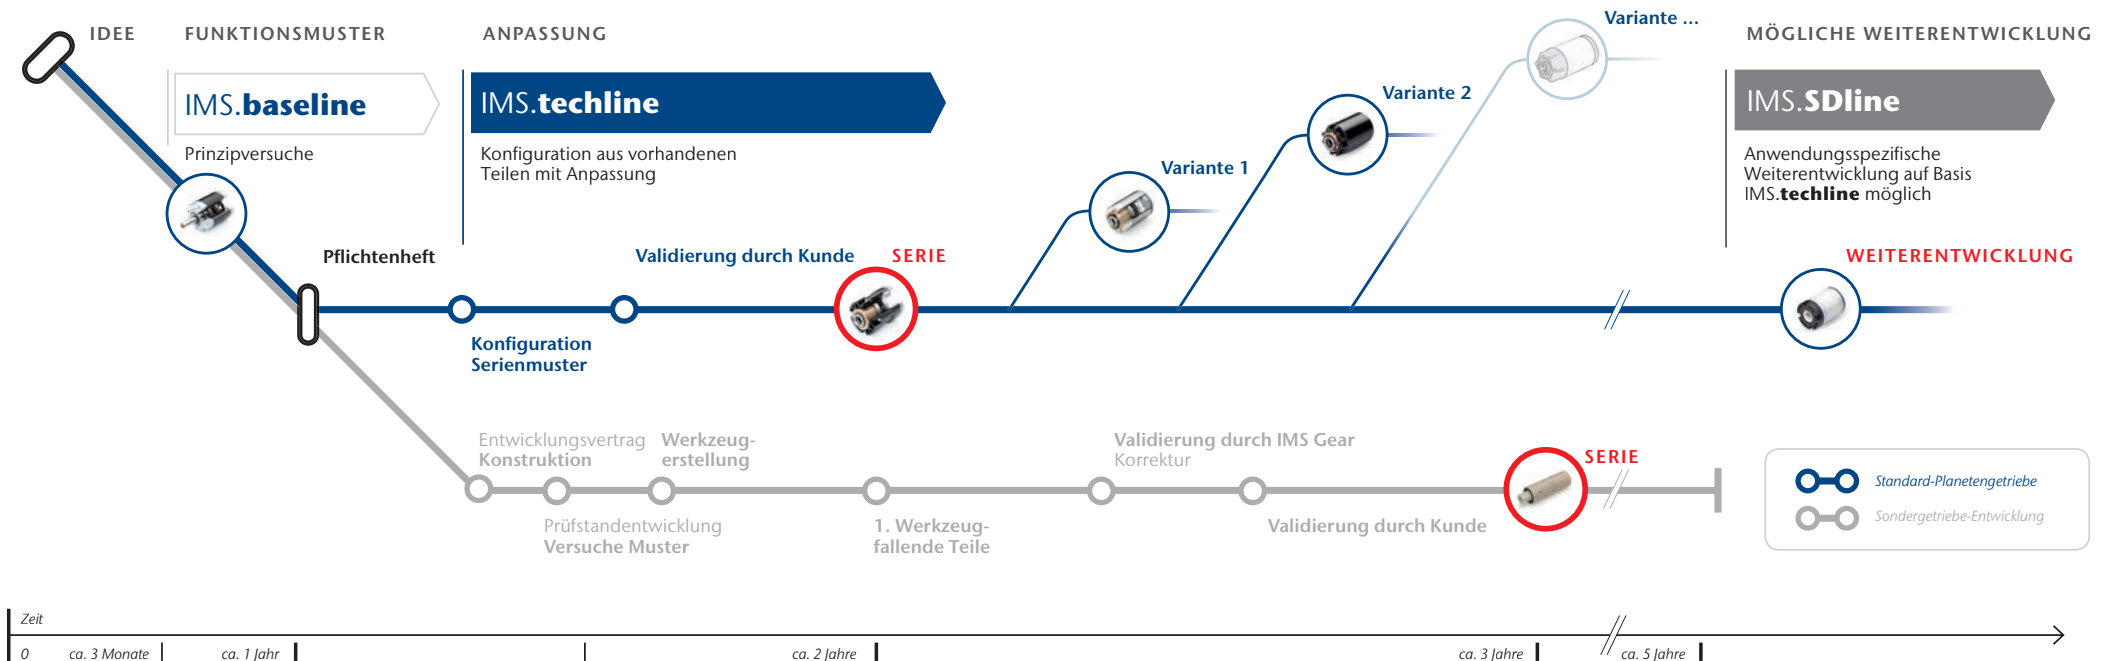 IDEE
FUNKTIONSMUSTER
ANPASSUNG
Variante ...
MÖGLICHE WEITERENTWICKLUNG
IMS.baseline
IMS.techline
Variante 2
IMS.SDline
Prinzipversuche
Konfiguration aus vorhandenen
Teilen mit Anpassung
Variante 1
Anwendungsspezifische
Weiterentwicklung auf Basis
IMS.techline möglich
Pflichtenheft
Validierung durch Kunde
SERIE
WEITERENTWICKLUNG
Konfiguration
Serienmuster
Entwicklungsvertrag
Konstruktion
Werkzeug-
erstellung
Validierung durch IMS Gear
Korrektur
SERIE
Prüfstandentwicklung
Versuche Muster
1. Werkzeug-
fallende Teile
Validierung durch Kunde
Standard-Planetengetriebe
Sondergetriebe-Entwicklung
Zeit
0
ca. 3 Monate
ca. 1 Jahr
ca. 2 Jahre
ca. 3 Jahre
ca. 5 Jahre